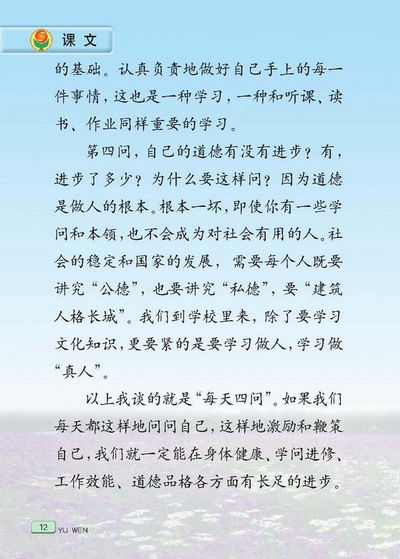 课文
的基础。认真负责地做好自己手上的每一
件事情，这也是一种学习，一种和听课、读
书、作业同样重要的学习。
第四问，自己的道德有没有进步？有，
进步了多少？为什么要这样问？因为道德
是做人的根本。根本一坏，即使你有一些学
问和本领，也不会成为对社会有用的人。社
会的稳定和国家的发展，需要每个人既要
讲究“公德”，也要讲究“私德”，要“建筑
人格长城”。我们到学校里来，除了要学习
文化知识，更要紧的是要学习做人，学习做
“真人”。
以上我谈的就是“每天四问”。如果我们
每天都这样地问问自己，这样地激励和鞭策
自己，我们就一定能在身体健康、学问进修、
工作效能、道德品格各方面有长足的进步。
12
YU WEN